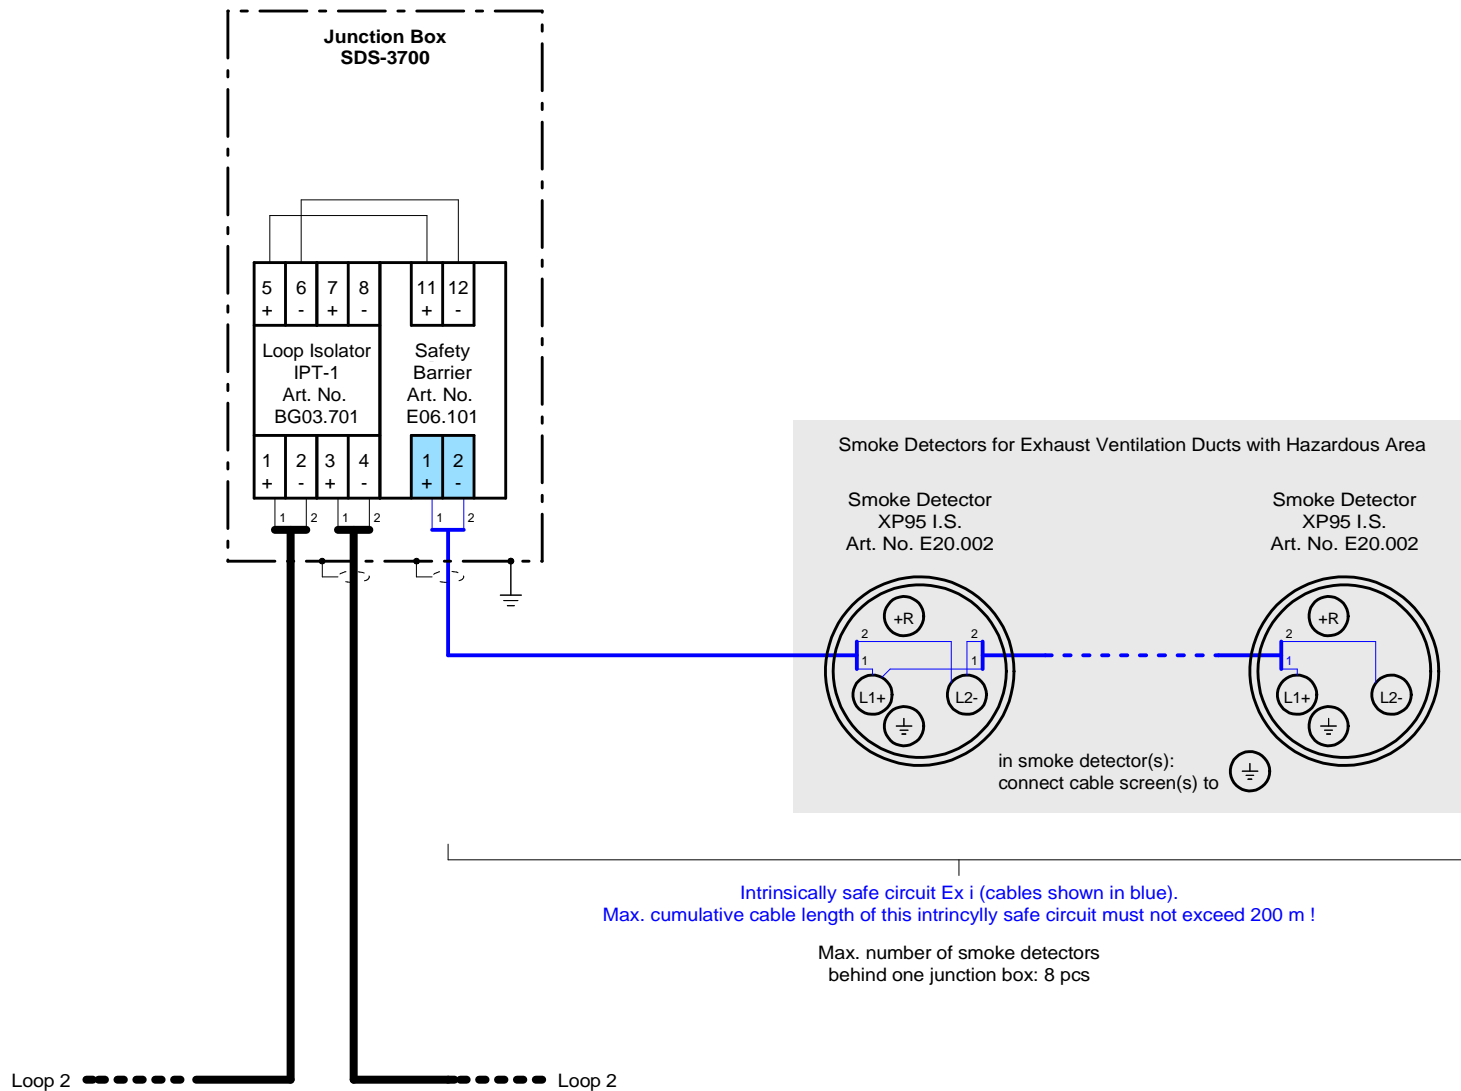 Junction Box
SDS-3700
5 6 7 8 11 12
+ - + - + -
Loop Isolator
IPT-1
Art. No.
BG03.701
Safety
Barrier
Art. No.
E06.101
1 2 3 4 1 2
+ - + - + -
1 2 1 2 1 2
Smoke Detectors for Exhaust Ventilation Ducts with Hazardous Area
Smoke Detector
XP95 I.S.
Art. No. E20.002
Smoke Detector
XP95 I.S.
Art. No. E20.002
+R
2 2
1 1
L1+ L2-
+R
2
1
L1+ L2-
in smoke detector(s):
connect cable screen(s) to
Intrinsically safe circuit Ex i (cables shown in blue).
Max. cumulative cable length of this intrincylly safe circuit must not exceed 200 m !
Max. number of smoke detectors
behind one junction box: 8 pcs
Loop 2
Loop 2